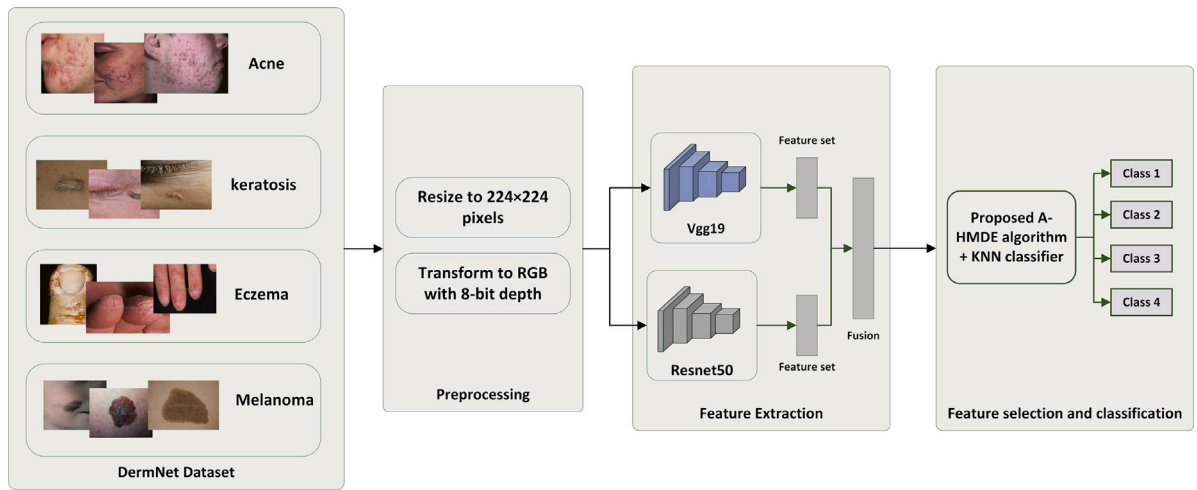 Acne
keratosis
Eczema
Melanoma
DermNet Dataset
Resize to 224×224
pixels
Transform to RGB
with 8-bit depth
Preprocessing
Vgg19
Feature set
Resnet50
Feature set
Fusion
Feature Extraction
Proposed A-
HMDE algorithm
+ KNN classifier
Class 1
Class 2
Class 3
Class 4
Feature selection and classification